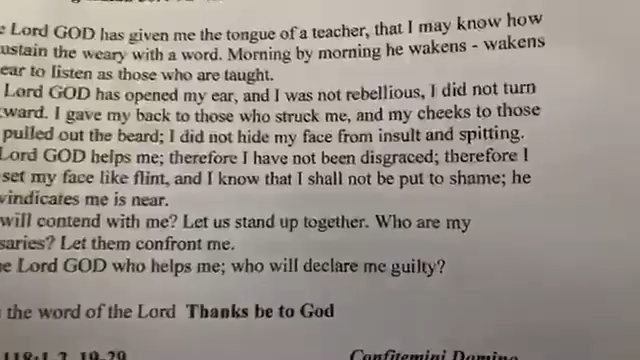 Lord GOD has given me the tongue of a teacher, that I may know how
ustain the weary with a word. Morning by morning he wakens - wakens
ear to listen as those who are taught.
Lord GOD has opened my ear, and I was not rebellious, I did not turn
ward. I gave my back to those who struck me, and my cheeks to those
pulled out the beard; I did not hide my face from insult and spitting.
Lord GOD helps me; therefore I have not been disgraced; therefore I
set my face like flint, and I know that I shall not be put to shame; he
vindicates me is near.
will contend with me? Let us stand up together. Who are my
saries? Let them confront me.
e Lord GOD who helps me; who will declare me guilty?
the word of the Lord Thanks be to God
118:1-2, 19-29 Confitemini Domino